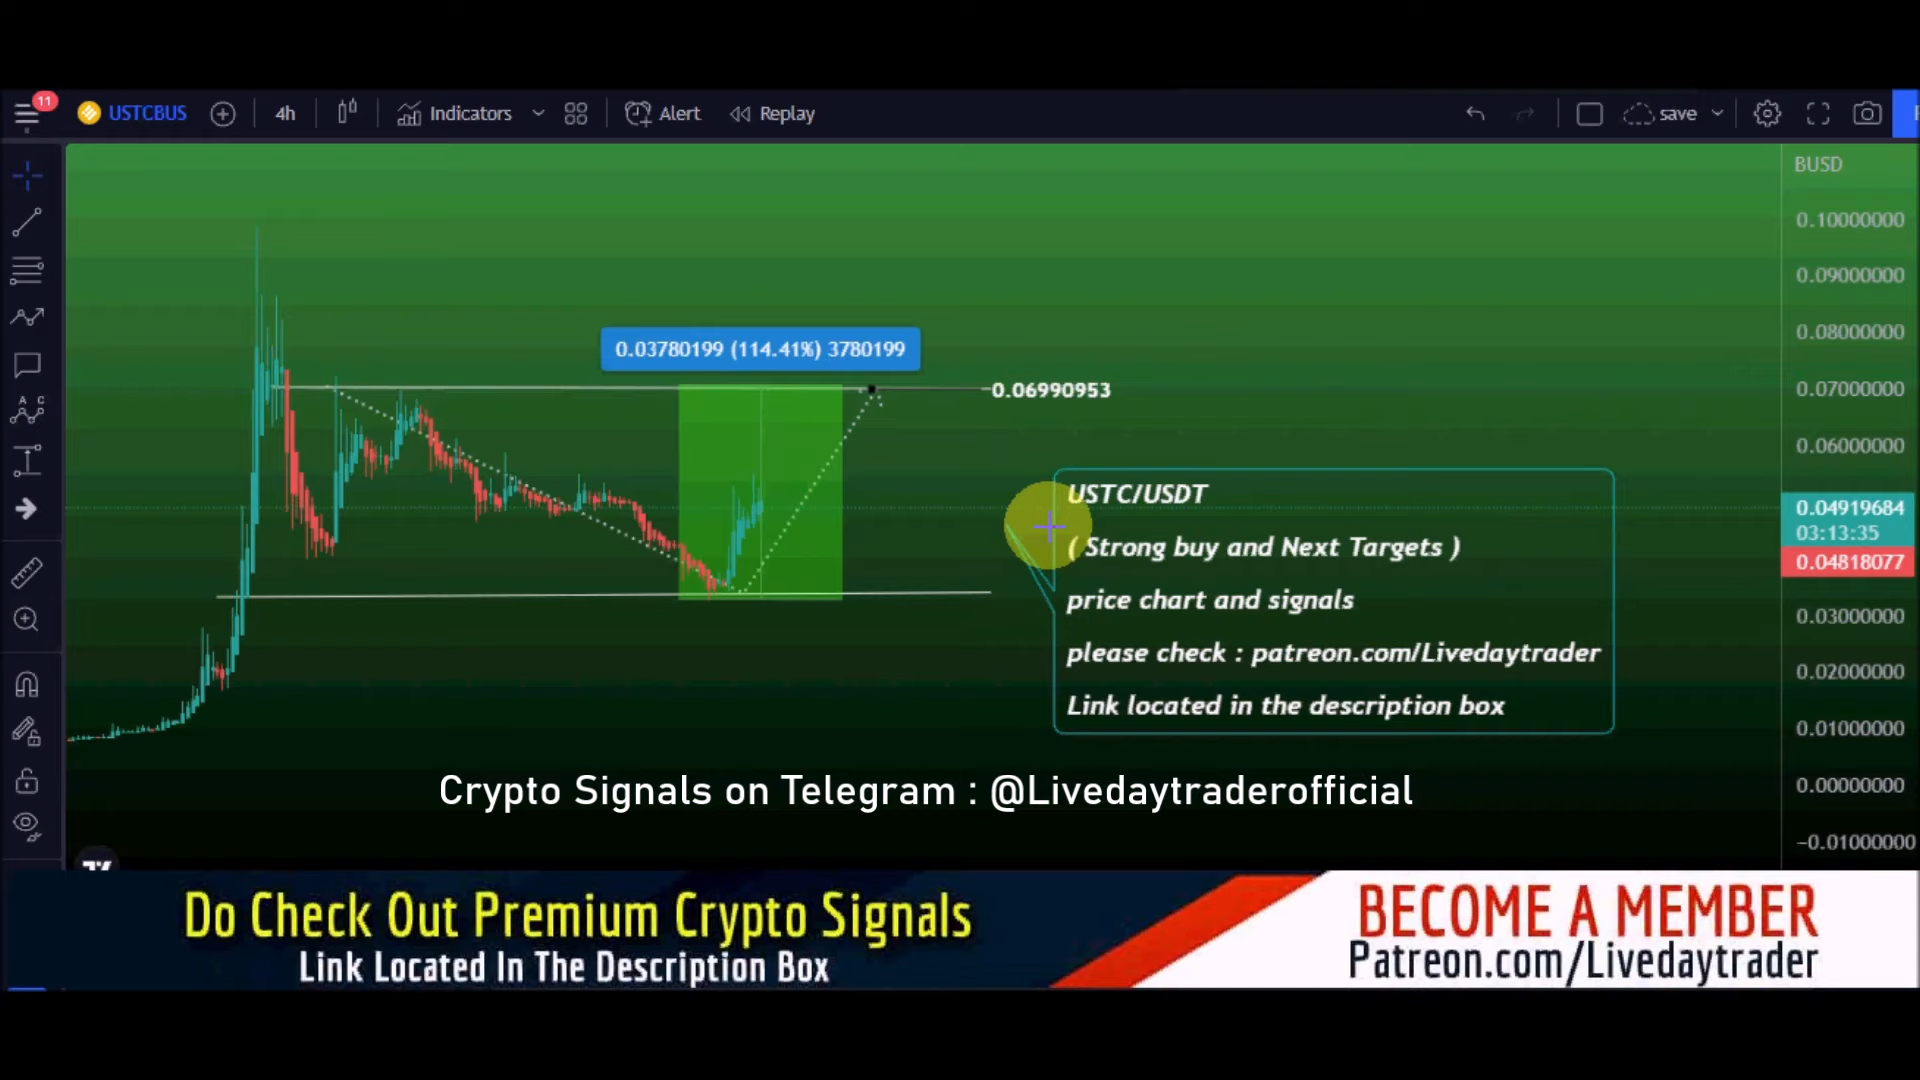 11
USTCBUS
4h
Indicators
Alert
Replay
save
BUSD
0.10000000
0.09000000
0.08000000
0.03780199 (114.41%) 3780199
0.06990953
0.07000000
0.06000000
USTC/USDT
( Strong buy and Next Targets )
price chart and signals
please check : patreon.com/Livedaytrader
Link located in the description box
0.04919684
03:13:35
0.04818077
0.03000000
0.02000000
0.01000000
0.00000000
−0.01000000
A C
Crypto Signals on Telegram : @Livedaytraderofficial
Do Check Out Premium Crypto Signals
Link Located In The Description Box
BECOME A MEMBER
Patreon.com/Livedaytrader